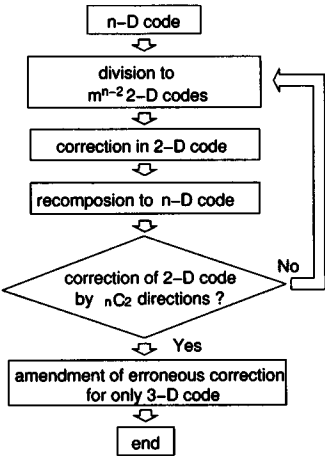 n-D code
division to
mⁿ⁻² 2-D codes
correction in 2-D code
recomposion to n-D code
correction of 2-D code
by ₙC₂ directions ?
No
Yes
amendment of erroneous correction
for only 3-D code
end